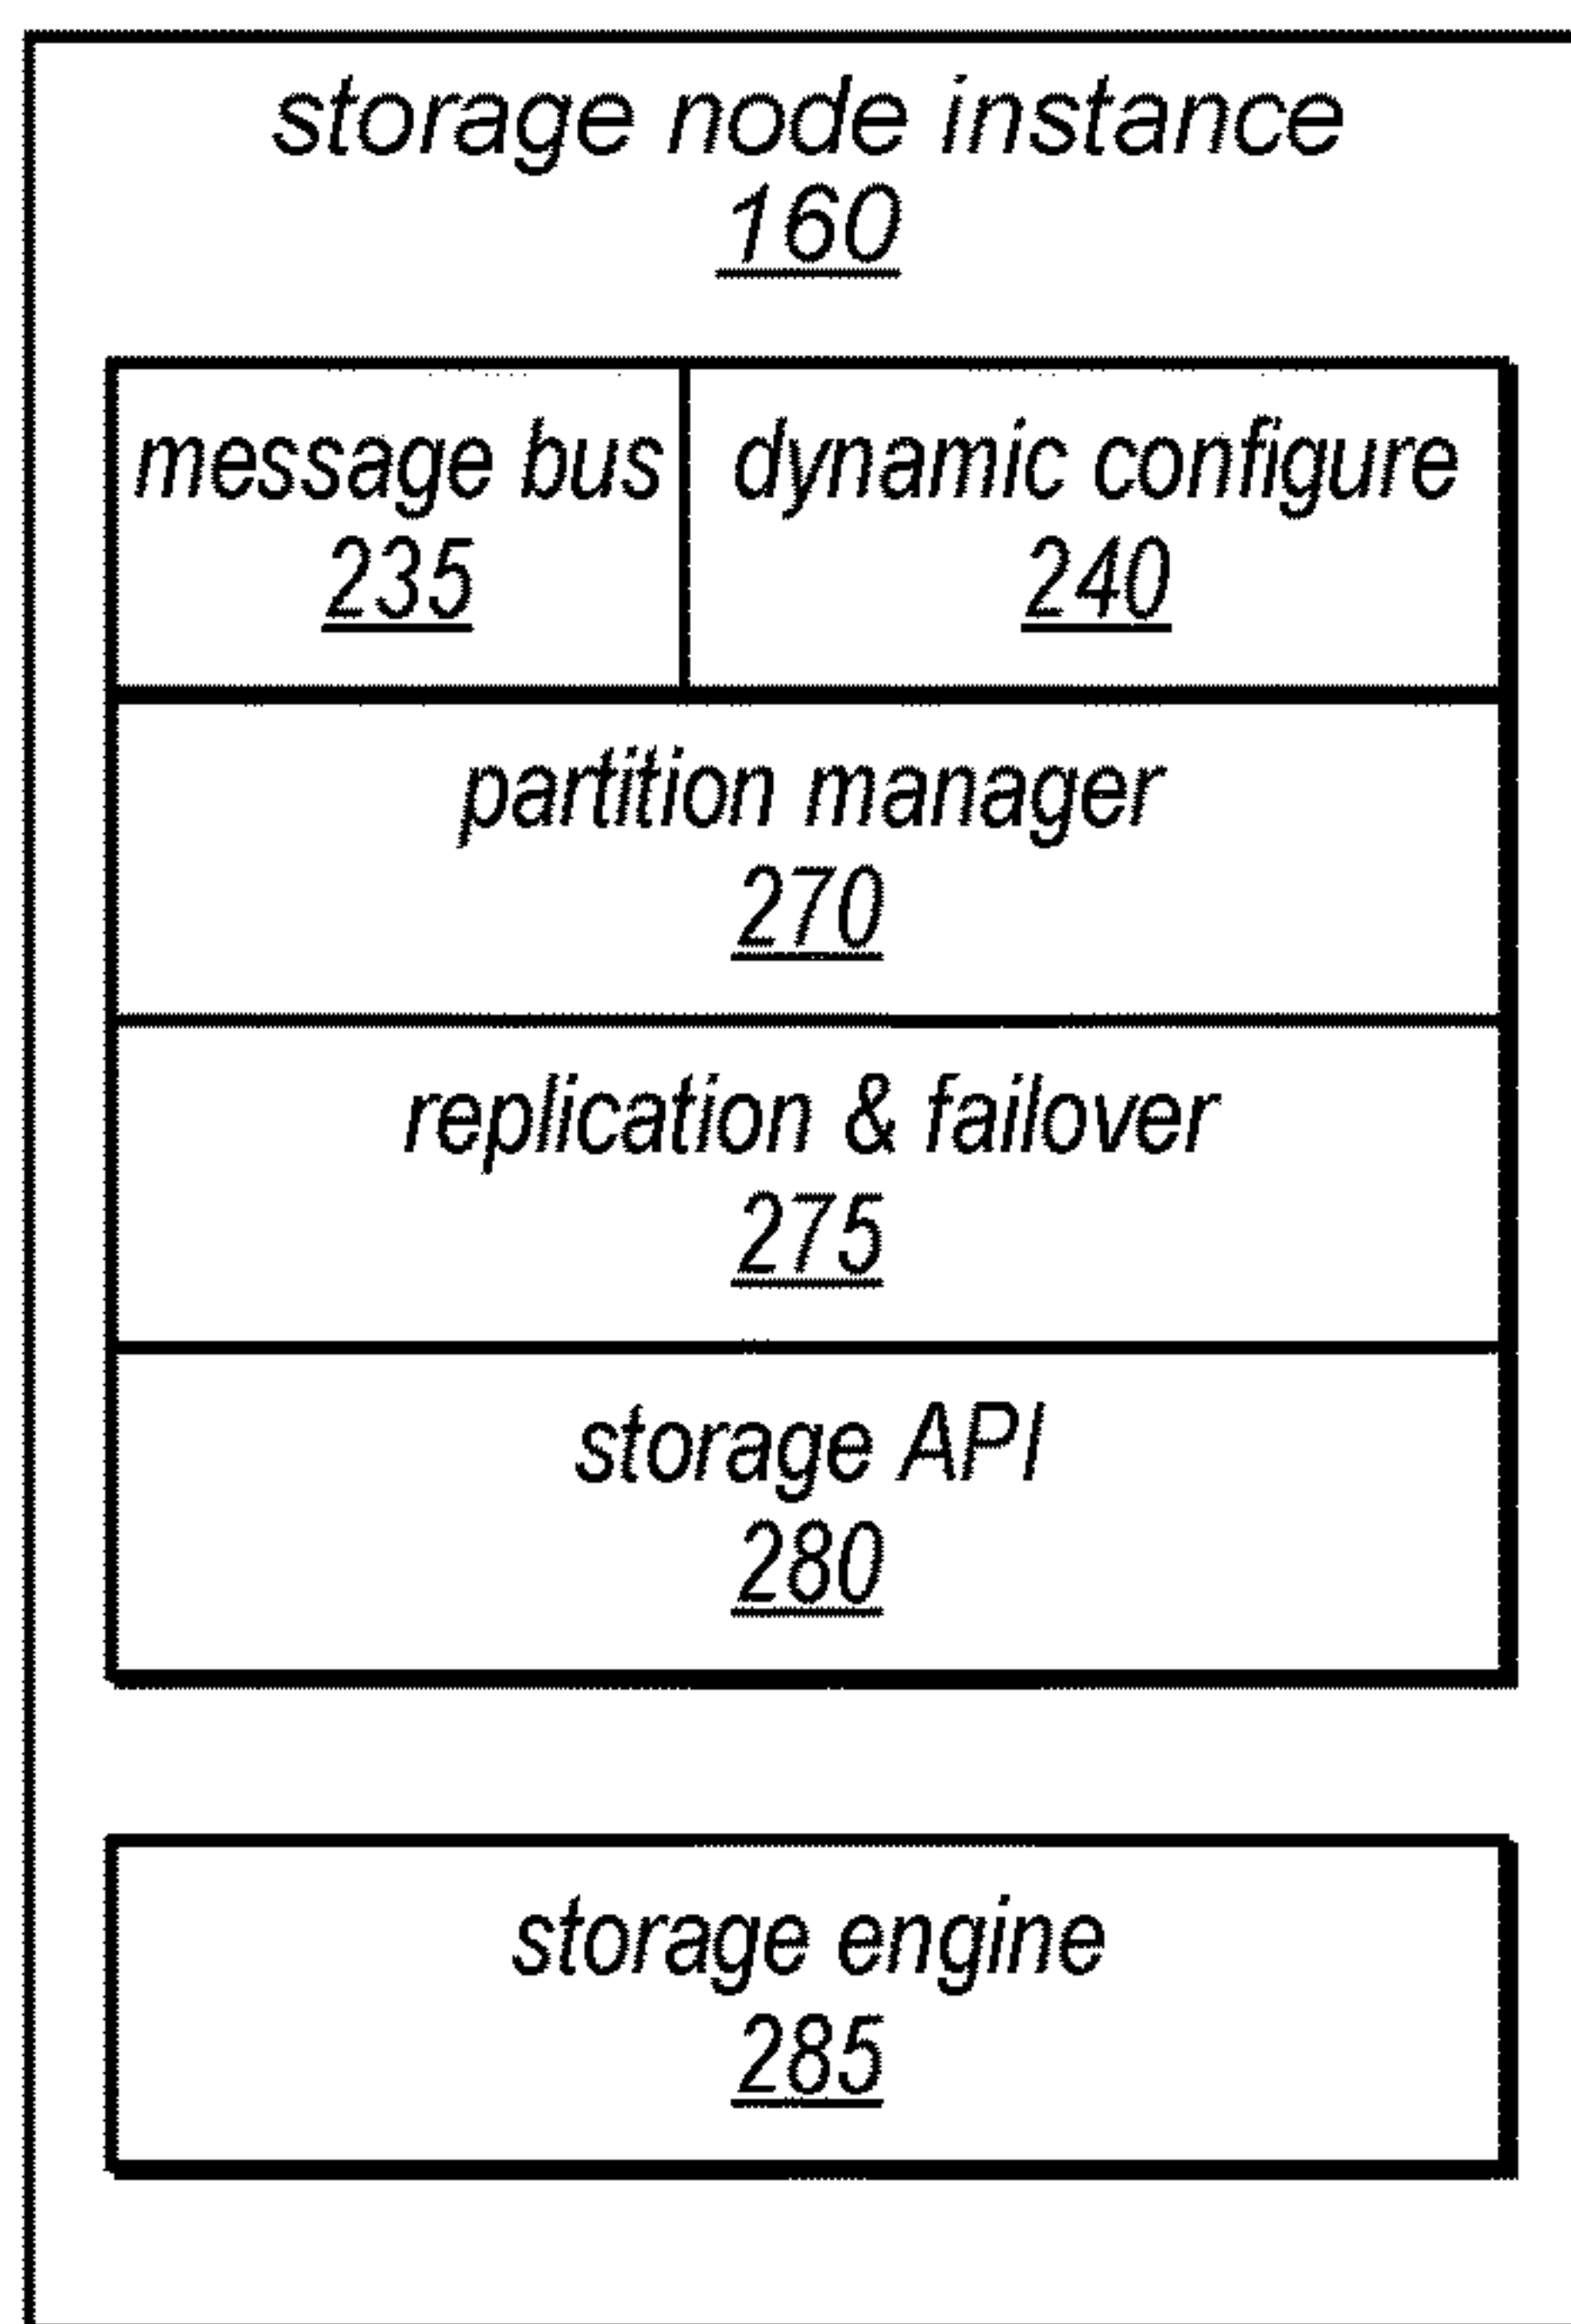 storage node instance
160
message bus
235
dynamic configure
240
partition manager
270
replication & failover
275
storage API
280
storage engine
285